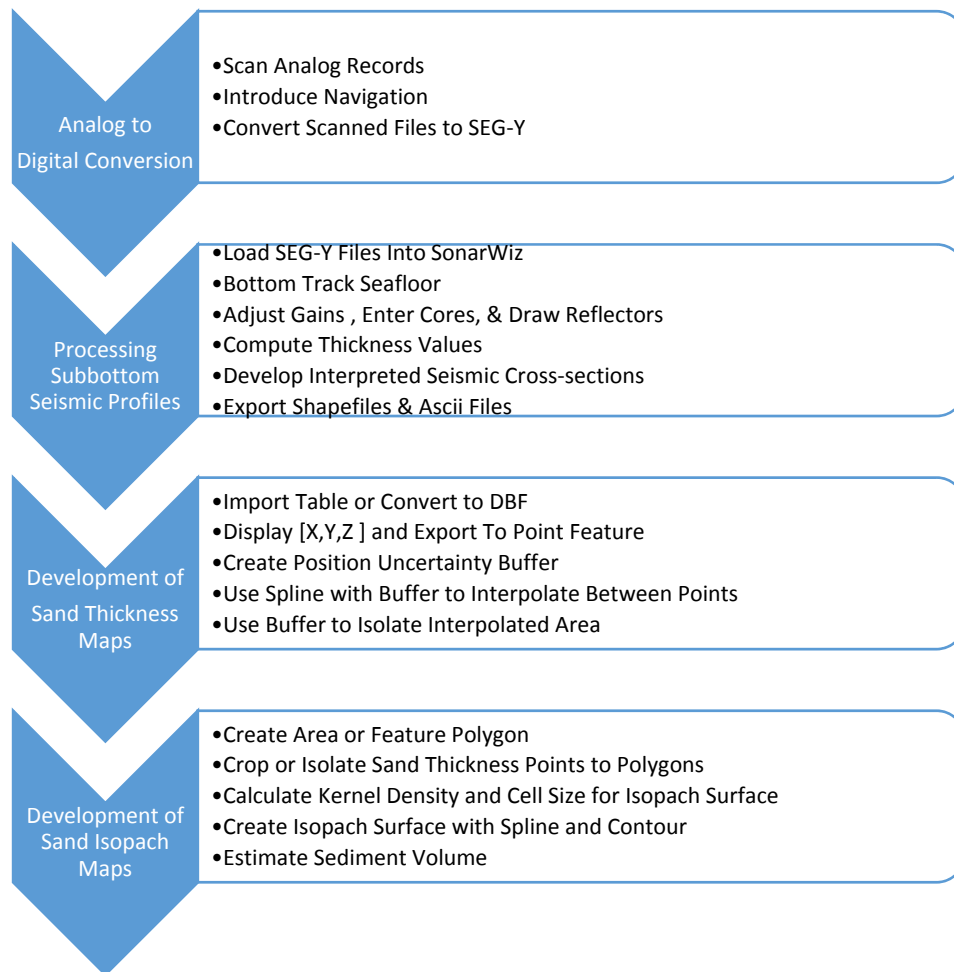 Analog to
Digital Conversion
•Scan Analog Records
•Introduce Navigation
•Convert Scanned Files to SEG-Y
Processing
Subbottom
Seismic Profiles
•Load SEG-Y Files Into SonarWiz
•Bottom Track Seafloor
•Adjust Gains , Enter Cores, & Draw Reflectors
•Compute Thickness Values
•Develop Interpreted Seismic Cross-sections
•Export Shapefiles & Ascii Files
Development of
Sand Thickness
Maps
•Import Table or Convert to DBF
•Display [X,Y,Z ] and Export To Point Feature
•Create Position Uncertainty Buffer
•Use Spline with Buffer to Interpolate Between Points
•Use Buffer to Isolate Interpolated Area
Development of
Sand Isopach
Maps
•Create Area or Feature Polygon
•Crop or Isolate Sand Thickness Points to Polygons
•Calculate Kernel Density and Cell Size for Isopach Surface
•Create Isopach Surface with Spline and Contour
•Estimate Sediment Volume